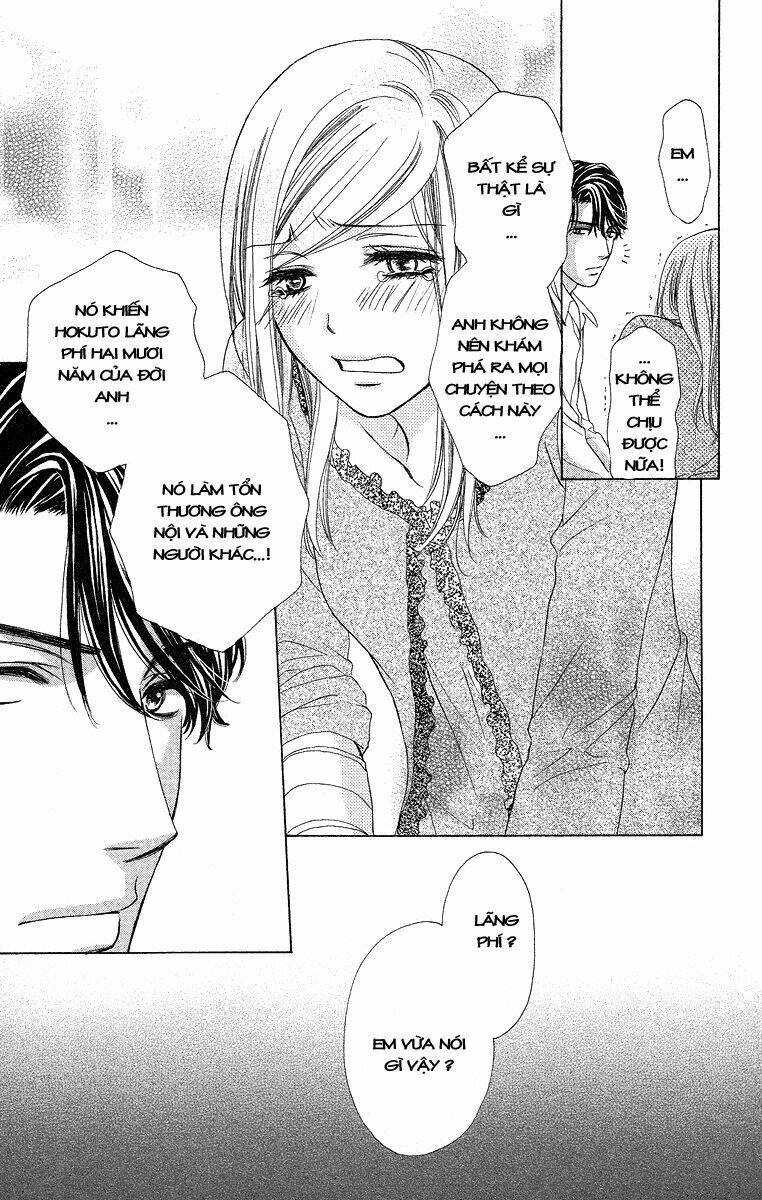 EM
...
...
KHÔNG
THỂ
CHỊU
ĐƯỢC
NỮA!
BẤT KỂ SỰ
THẬT LÀ
GÌ
...
ANH KHÔNG
NÊN KHÁM
PHÁ RA MỌI
CHUYỆN THEO
CÁCH NÀY
...
NÓ KHIẾN
HOKUTO LÃNG
PHÍ HAI MƯƠI
NĂM CỦA ĐỜI
ANH
...
NÓ LÀM TỔN
THƯƠNG ÔNG
NỘI VÀ NHỮNG
NGƯỜI KHÁC...!
LÃNG
PHÍ ?
EM VỪA NÓI
GÌ VẬY ?